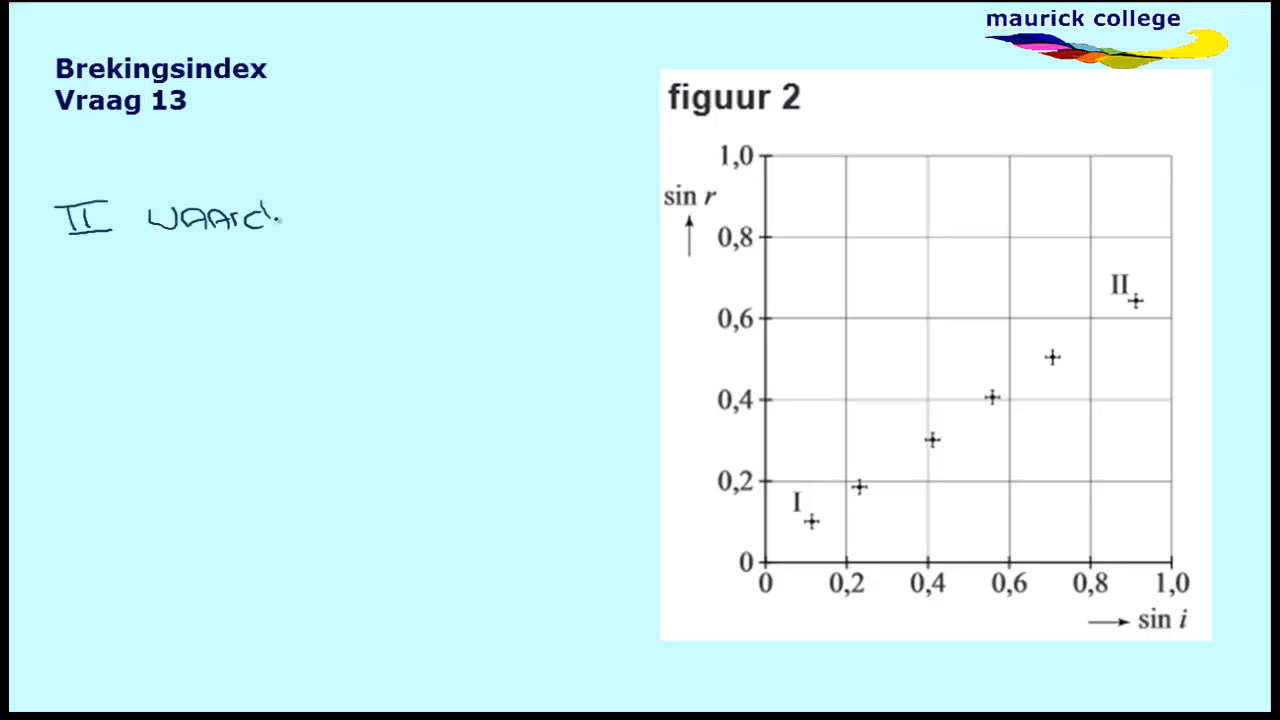 maurick college
Brekingsindex
Vraag 13
figuur 2
II waard
1,0
sin r
0,8
II
0,6
0,4
0,2
I
0
0 0,2 0,4 0,6 0,8 1,0
sin i